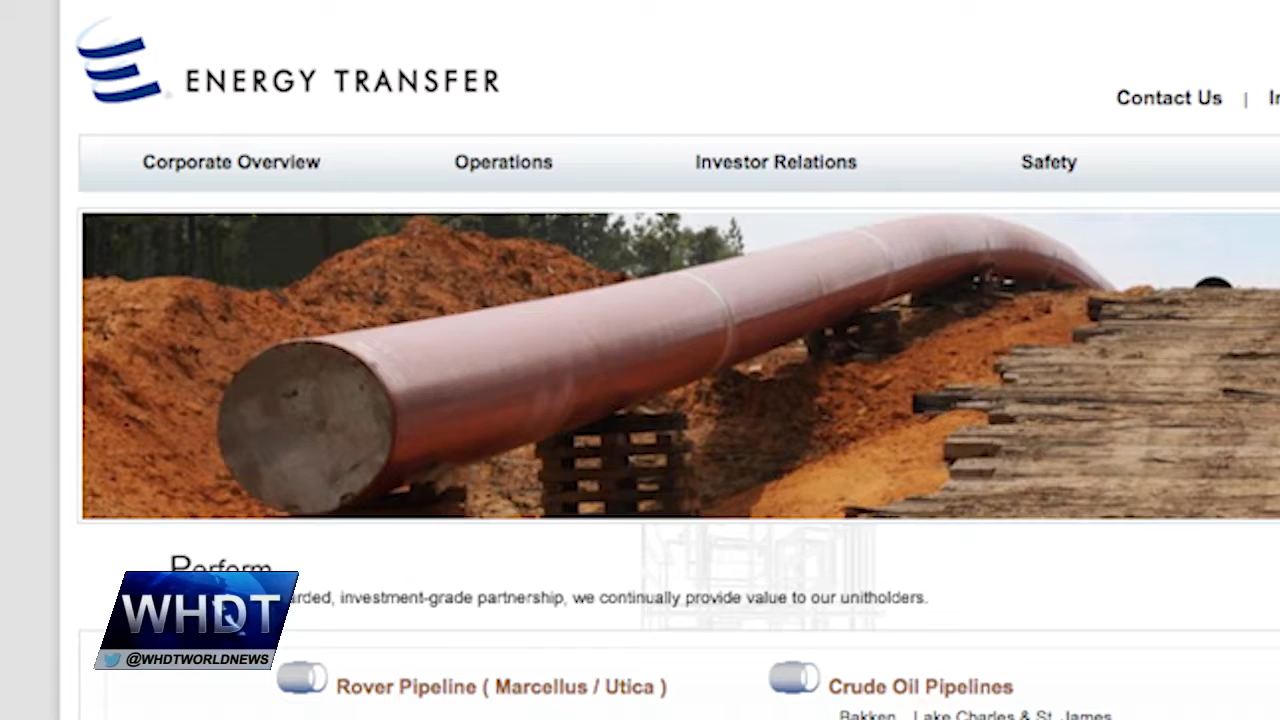 ENERGY TRANSFER
Contact Us |
Corporate Overview Operations Investor Relations Safety
Perform
investment-grade partnership, we continually provide value to our unitholders.
WHDT
@WHDTWORLDNEWS
Rover Pipeline ( Marcellus / Utica ) Crude Oil Pipelines
Bakken Lake Charles & St. James